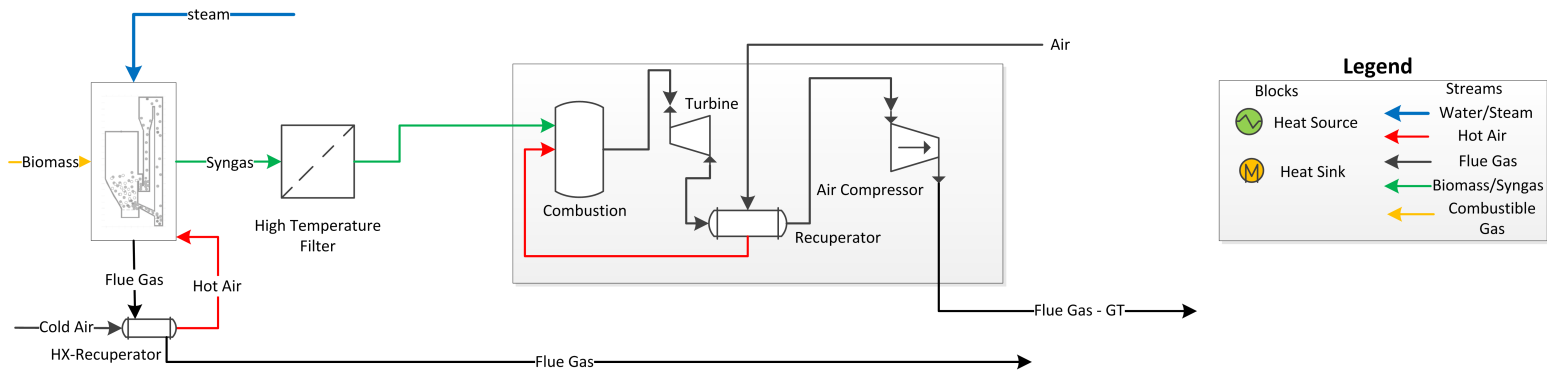 steam
Air
Legend
Blocks
Streams
Turbine
Water/Steam
Heat Source
Hot Air
Biomass
Syngas
Flue Gas
Heat Sink
Air Compressor
Biomass/Syngas
Combustion
Combustible
Gas
High Temperature
Filter
Recuperator
Flue Gas
Hot Air
Flue Gas - GT
Cold Air
HX-Recuperator
Flue Gas
M